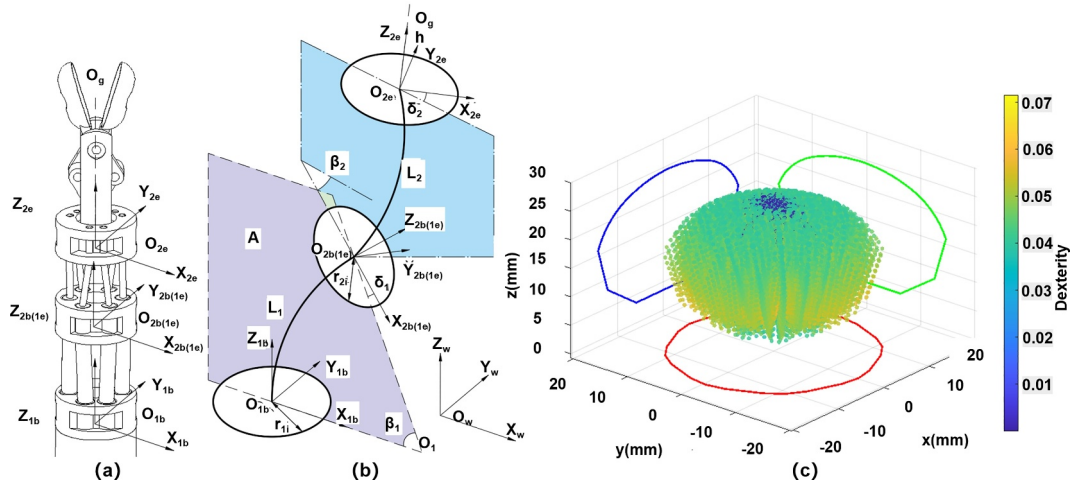 O_g
Y_2e
Z_2e
O_2e
X_2e
Y_2b(1e)
Z_2b(1e)
O_2b(1e)
X_2b(1e)
Y_1b
Z_1b
O_1b
X_1b
(a)
O_g
Z_2e
h
Y_2e
O_2e
X_2e
δ_2
β_2
L_2
A
Z_2b(1e)
O_2b(1e)
Y_2b(1e)
r_2i
δ_1
L_1
X_2b(1e)
Z_1b
Y_1b
O_1b
X_1b
r_1i
β_1
O_1
Z_w
Y_w
O_w
X_w
(b)
30
25
20
15
10
5
0
z(mm)
20
10
0
-10
-20
y(mm)
20
10
0
-10
-20
x(mm)
0.07
0.06
0.05
0.04
0.03
0.02
0.01
Dexterity
(c)